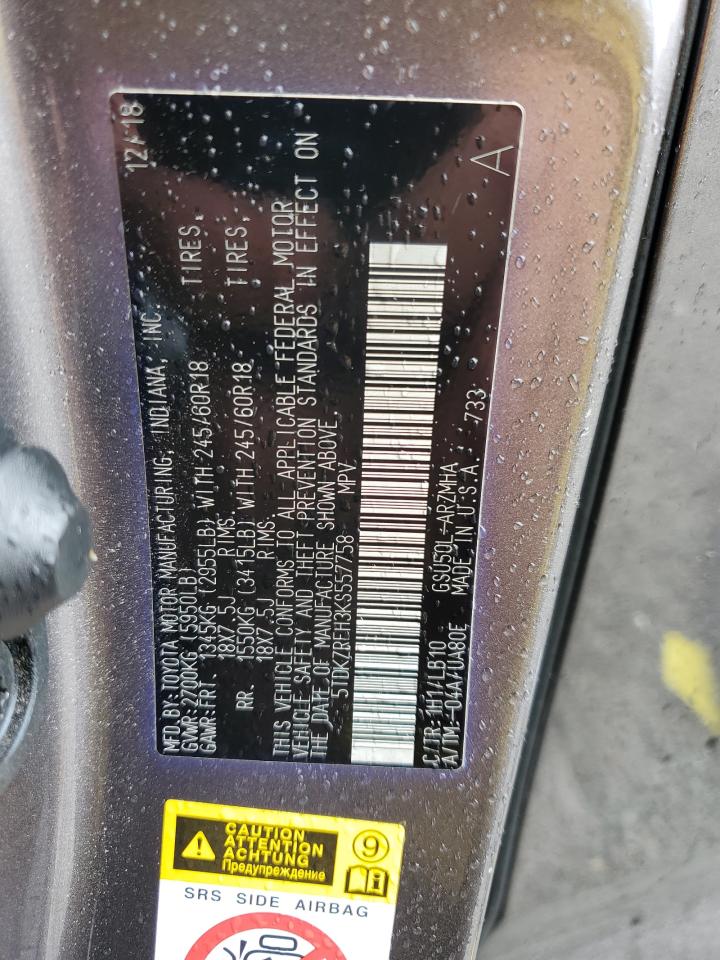 MFD.BY:TOYOTA MOTOR MANUFACTURING, INDIANA, INC. 12/18
GVWR:2700KG (5950LB)
GAWR:FRT 1345KG (2955LB) WITH 245/60R18 TIRES,
18X7.5J RIMS.
RR. 1550KG (3415LB) WITH 245/60R18 TIRES,
18X7.5J RIMS.
THIS VEHICLE CONFORMS TO ALL APPLICABLE FEDERAL MOTOR
VEHICLE SAFETY AND THEFT PREVENTION STANDARDS IN EFFECT ON
THE DATE OF MANUFACTURE SHOWN ABOVE.
5TDKZRFH3KS557758 MPV
C/TR:1H1/LB10 GSU50L-ARZMHA A
A/TM:-04A/UA80E MADE IN U.S.A. 733
CAUTION
ATTENTION
ACHTUNG
Предупреждение
9
i
SRS SIDE AIRBAG